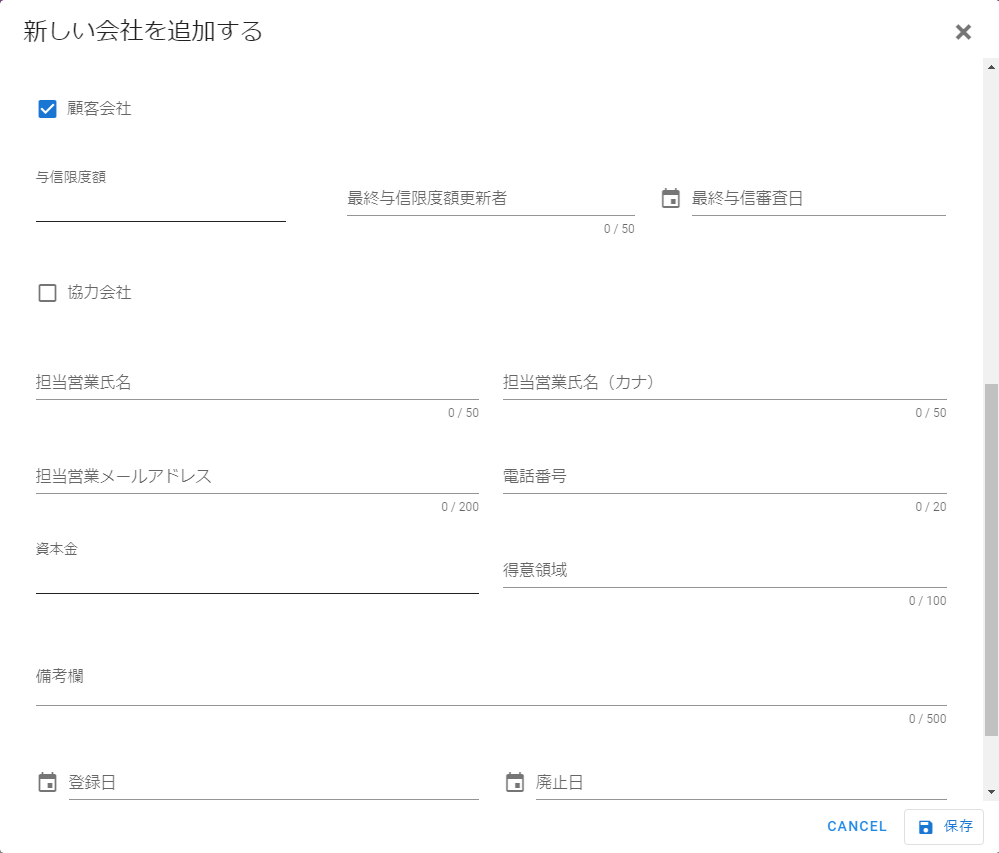 新しい会社を追加する
顧客会社
与信限度額
最終与信限度額更新者
最終与信審査日
0 / 50
協力会社
担当営業氏名
担当営業氏名（カナ）
0 / 50
0 / 50
担当営業メールアドレス
電話番号
0 / 200
0 / 20
資本金
得意領域
0 / 100
備考欄
0 / 500
登録日
廃止日
CANCEL
保存